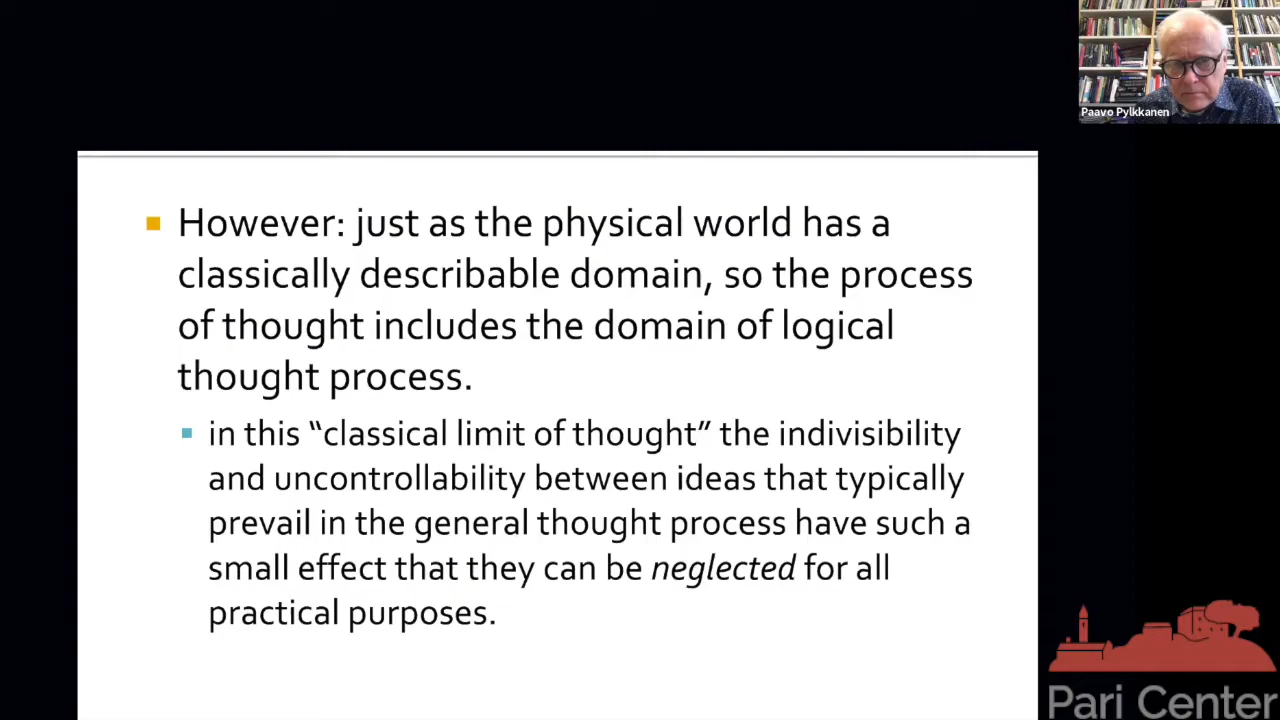 Paavo Pylkkanen
However: just as the physical world has a
classically describable domain, so the process
of thought includes the domain of logical
thought process.
in this “classical limit of thought” the indivisibility
and uncontrollability between ideas that typically
prevail in the general thought process have such a
small effect that they can be neglected for all
practical purposes.
Pari Center